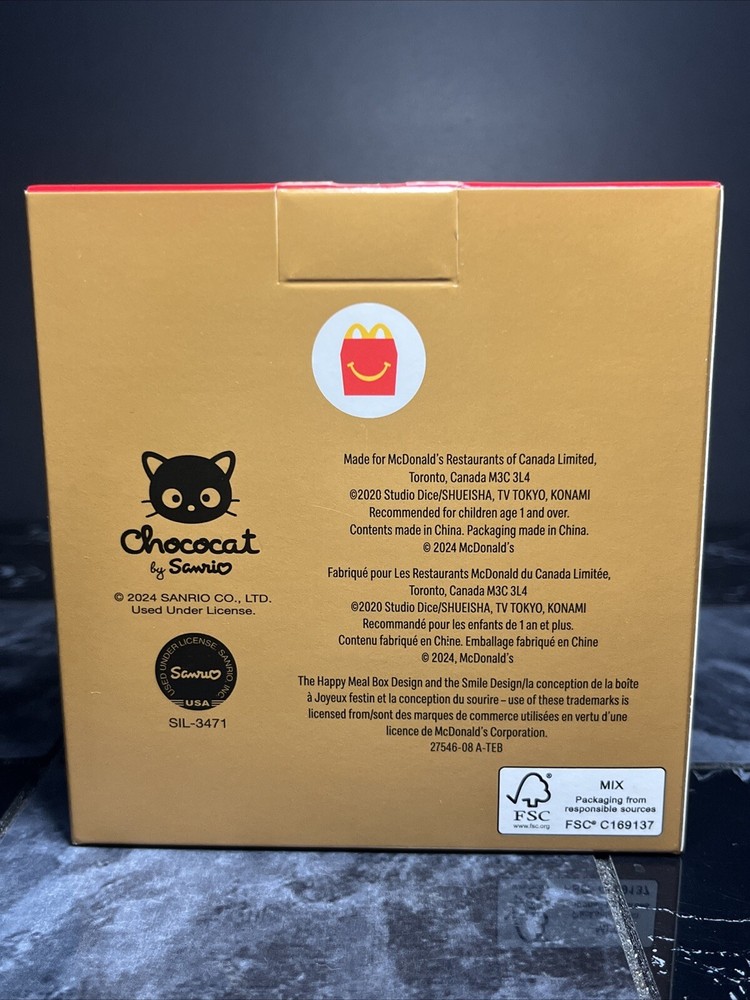 Chococat
by Sanrio
© 2024 SANRIO CO., LTD.
Used Under License.
USED UNDER LICENSE, SANRIO, INC.
Sanrio
USA
SIL-3471
Made for McDonald's Restaurants of Canada Limited,
Toronto, Canada M3C 3L4
©2020 Studio Dice/SHUEISHA, TV TOKYO, KONAMI
Recommended for children age 1 and over.
Contents made in China. Packaging made in China.
© 2024 McDonald's
Fabriqué pour Les Restaurants McDonald du Canada Limitée,
Toronto, Canada M3C 3L4
©2020 Studio Dice/SHUEISHA, TV TOKYO, KONAMI
Recommandé pour les enfants de 1 an et plus.
Contenu fabriqué en Chine. Emballage fabriqué en Chine
© 2024, McDonald's
The Happy Meal Box Design and the Smile Design/la conception de la boîte
à Joyeux festin et la conception du sourire – use of these trademarks is
licensed from/sont des marques de commerce utilisées en vertu d'une
licence de McDonald's Corporation.
27546-08 A-TEB
FSC
www.fsc.org
MIX
Packaging from
responsible sources
FSC® C169137